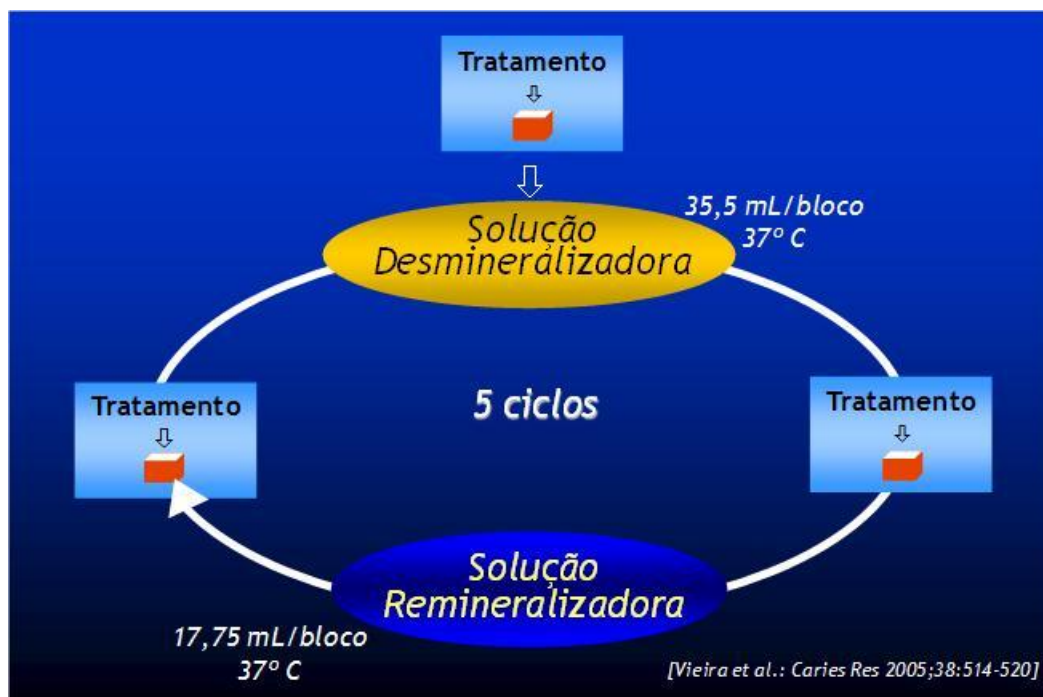 Tratamento
Solução
Desmineralizadora
35,5 mL/bloco
37º C
Tratamento
5 ciclos
Tratamento
Solução
Remineralizadora
17,75 mL/bloco
37º C
[Vieira et al.: Caries Res 2005;38:514-520]